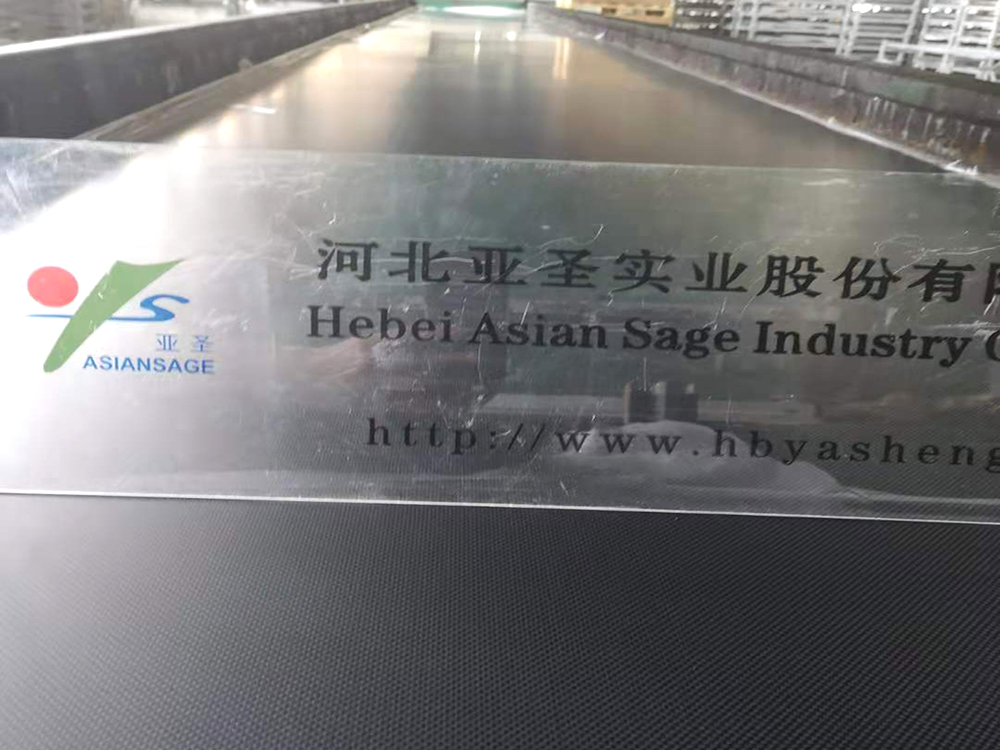 河北亚圣实业股份有
Hebei Asian Sage Industry
http://www.hbyasheng
YS
亚圣
ASIANSAGE